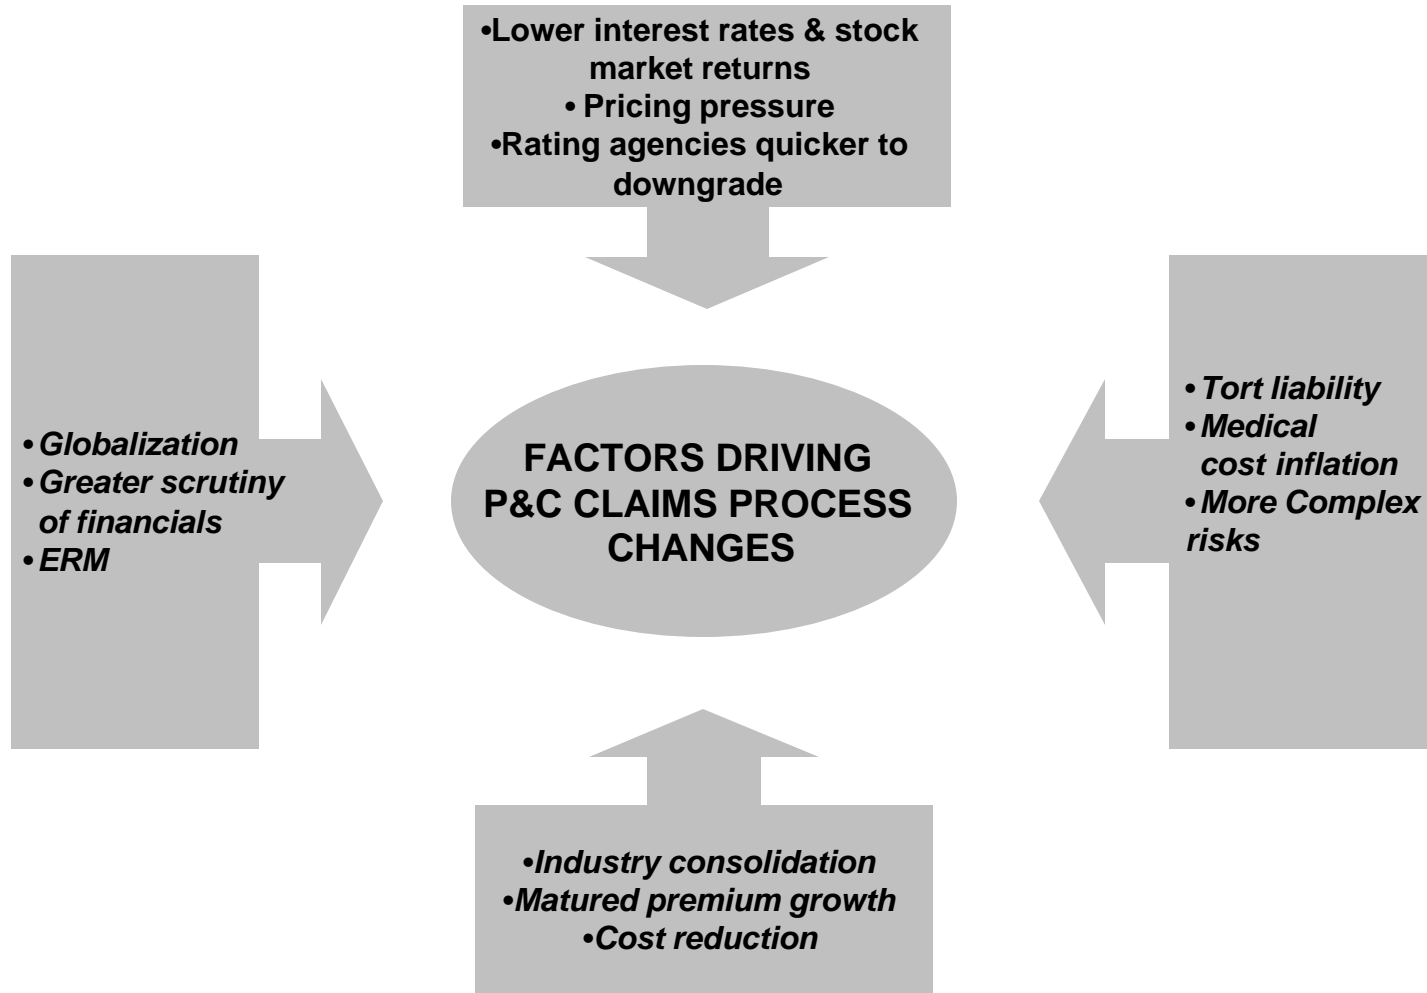 •Lower interest rates & stock
market returns
• Pricing pressure
•Rating agencies quicker to
downgrade
• Globalization
• Greater scrutiny
of financials
• ERM
FACTORS DRIVING
P&C CLAIMS PROCESS
CHANGES
• Tort liability
• Medical
cost inflation
• More Complex
risks
•Industry consolidation
•Matured premium growth
•Cost reduction